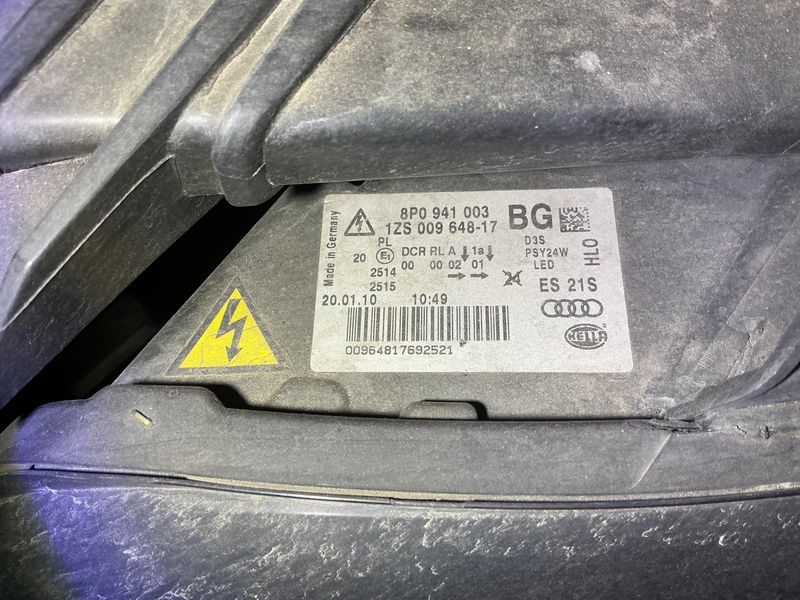 8P0 941 003 BG
1ZS 009 648-17
Made in Germany
PL
20 E1 DCR RL A 1a
00 00 02 01
2514
2515
D3S
PSY24W
LED
HLO
ES 21S
20.01.10 10:49
00964817692521
HELLA